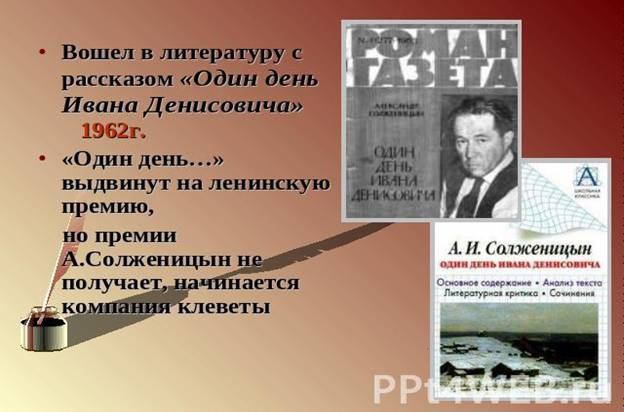 • Вошел в литературу с
рассказом «Один день
Ивана Денисовича»
1962г.
• «Один день…»
выдвинут на ленинскую
премию,
но премии
А.Солженицын не
получает, начинается
компания клеветы
РОМАН
ГАЗЕТА
АЛЕКСАНДР
СОЛЖЕНИЦЫН
ОДИН
ДЕНЬ
ИВАНА
ДЕНИСОВИЧА
А
ШКОЛЬНАЯ
КЛАССИКА
А. И. Солженицын
ОДИН ДЕНЬ ИВАНА ДЕНИСОВИЧА
Основное содержание • Анализ текста
Литературная критика • Сочинения
PPt4WEB.ru